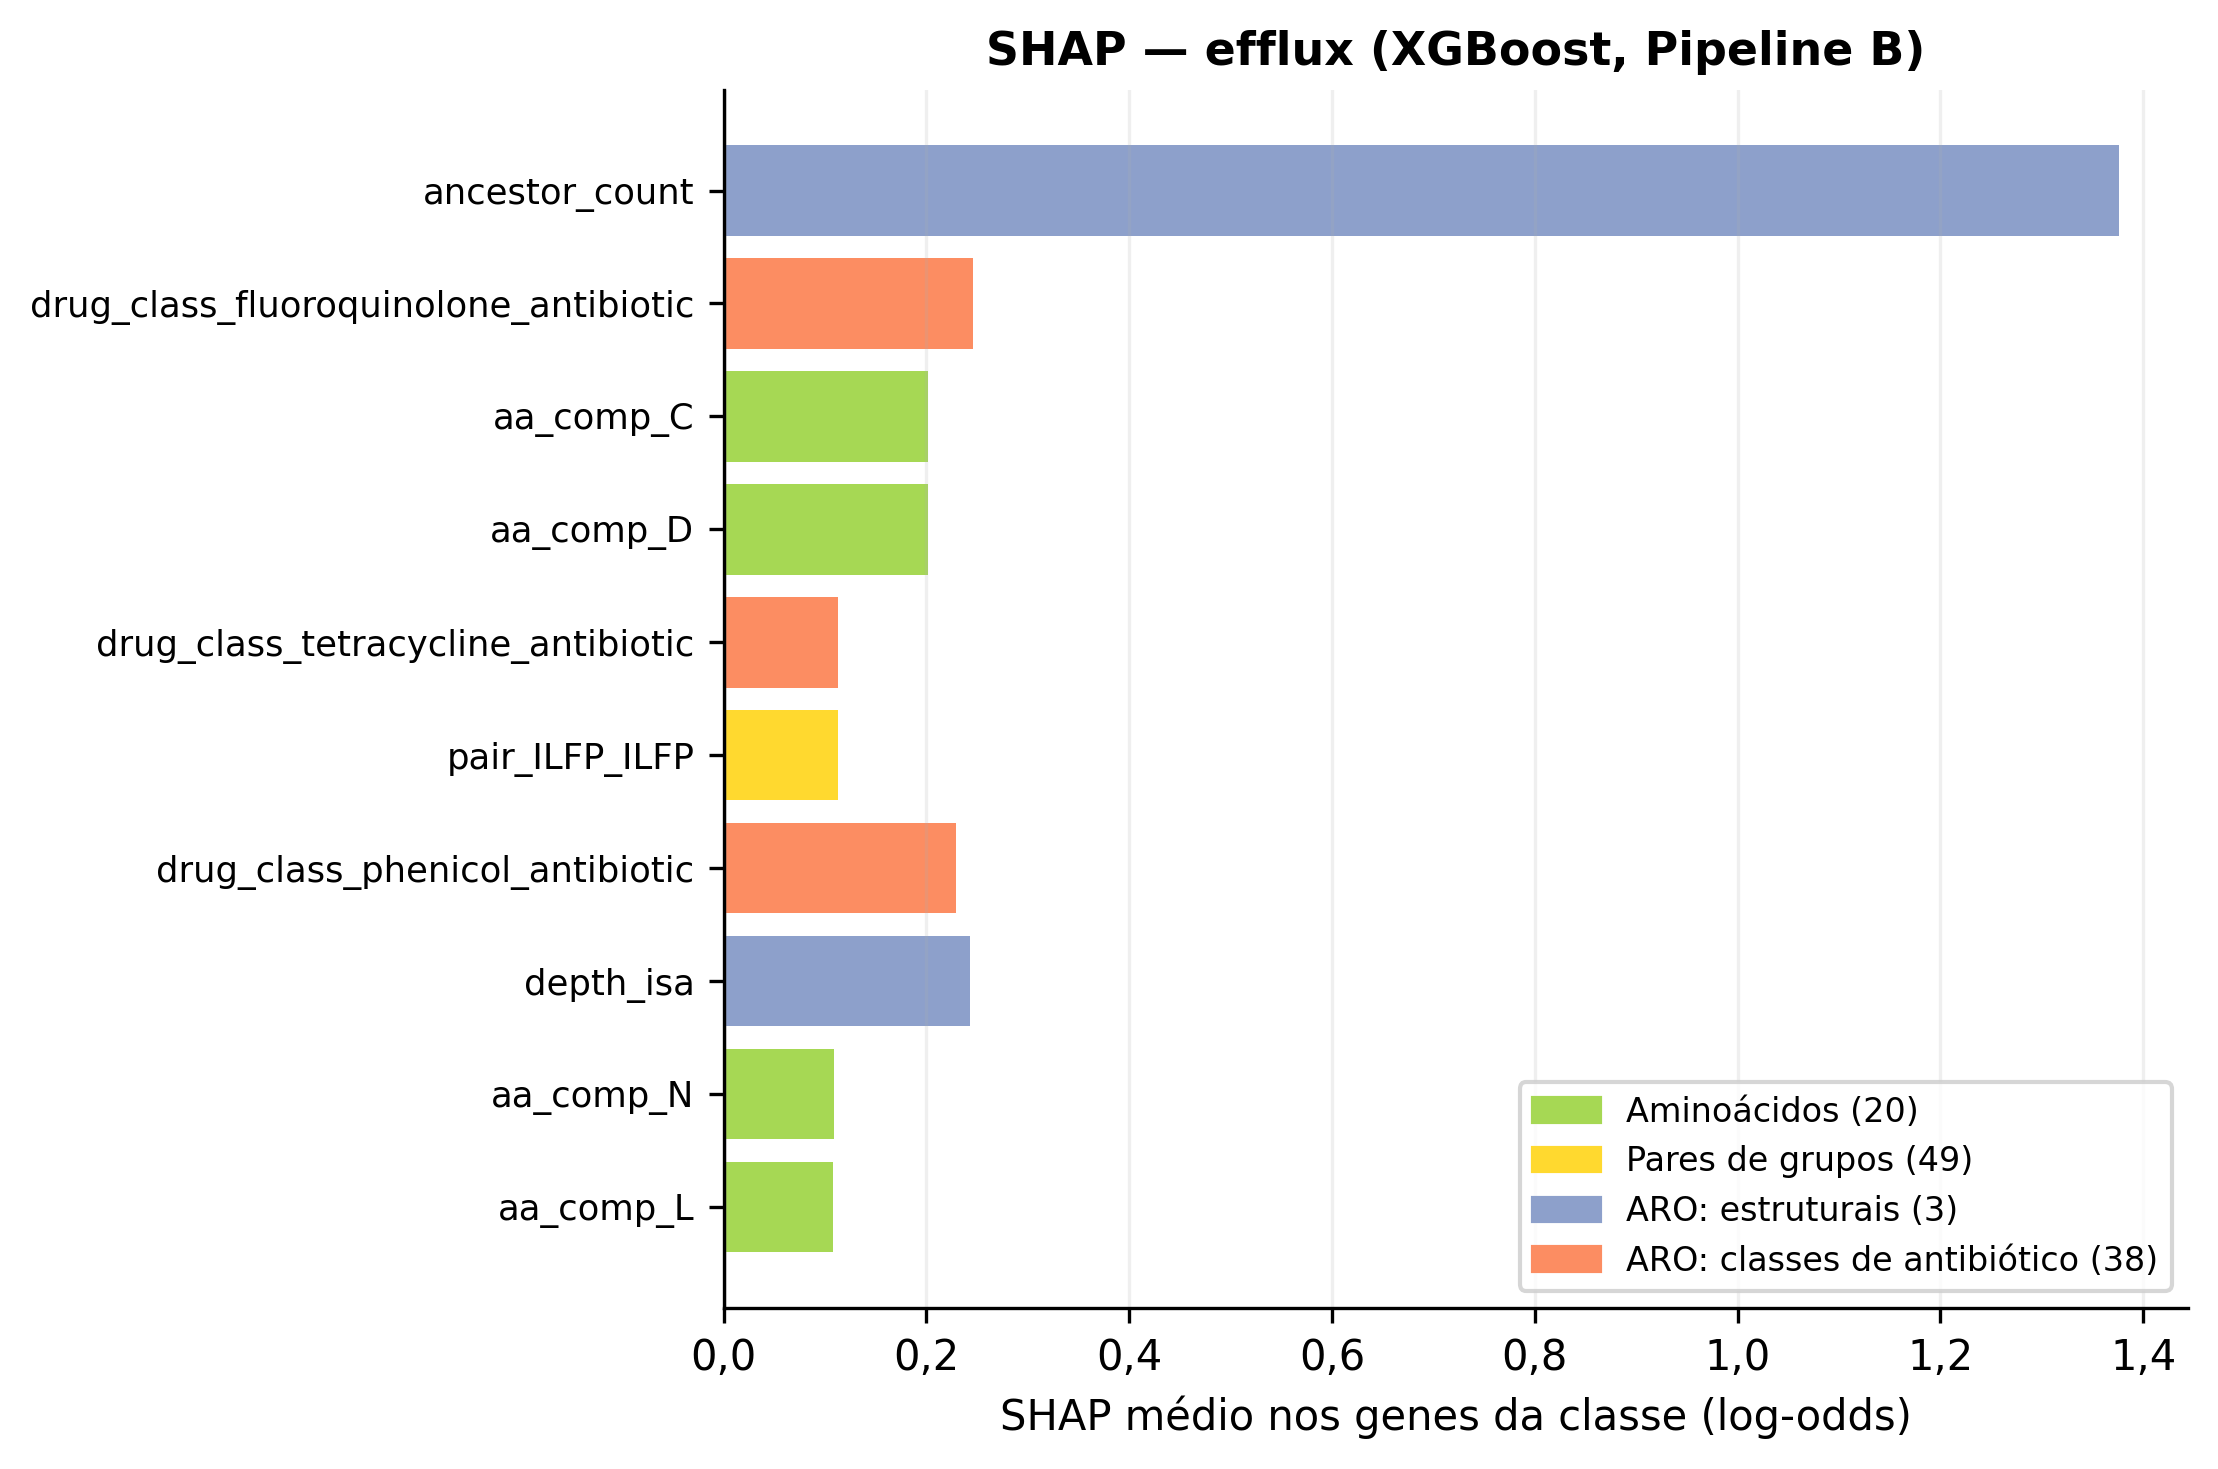 SHAP — efflux (XGBoost, Pipeline B)
ancestor_count
drug_class_fluoroquinolone_antibiotic
aa_comp_C
aa_comp_D
drug_class_tetracycline_antibiotic
pair_ILFP_ILFP
drug_class_phenicol_antibiotic
depth_isa
aa_comp_N
aa_comp_L
Aminoácidos (20)
Pares de grupos (49)
ARO: estruturais (3)
ARO: classes de antibiótico (38)
0,0 0,2 0,4 0,6 0,8 1,0 1,2 1,4
SHAP médio nos genes da classe (log-odds)